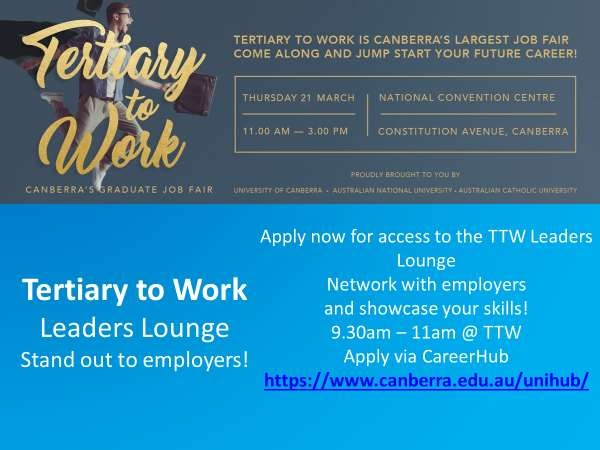 Tertiary
to
Work
CANBERRA'S GRADUATE JOB FAIR
TERTIARY TO WORK IS CANBERRA'S LARGEST JOB FAIR
COME ALONG AND JUMP START YOUR FUTURE CAREER!
THURSDAY 21 MARCH
NATIONAL CONVENTION CENTRE
11.00 AM — 3.00 PM
CONSTITUTION AVENUE, CANBERRA
PROUDLY BROUGHT TO YOU BY
UNIVERSITY OF CANBERRA • AUSTRALIAN NATIONAL UNIVERSITY • AUSTRALIAN CATHOLIC UNIVERSITY
Tertiary to Work
Leaders Lounge
Stand out to employers!
Apply now for access to the TTW Leaders
Lounge
Network with employers
and showcase your skills!
9.30am – 11am @ TTW
Apply via CareerHub
https://www.canberra.edu.au/unihub/